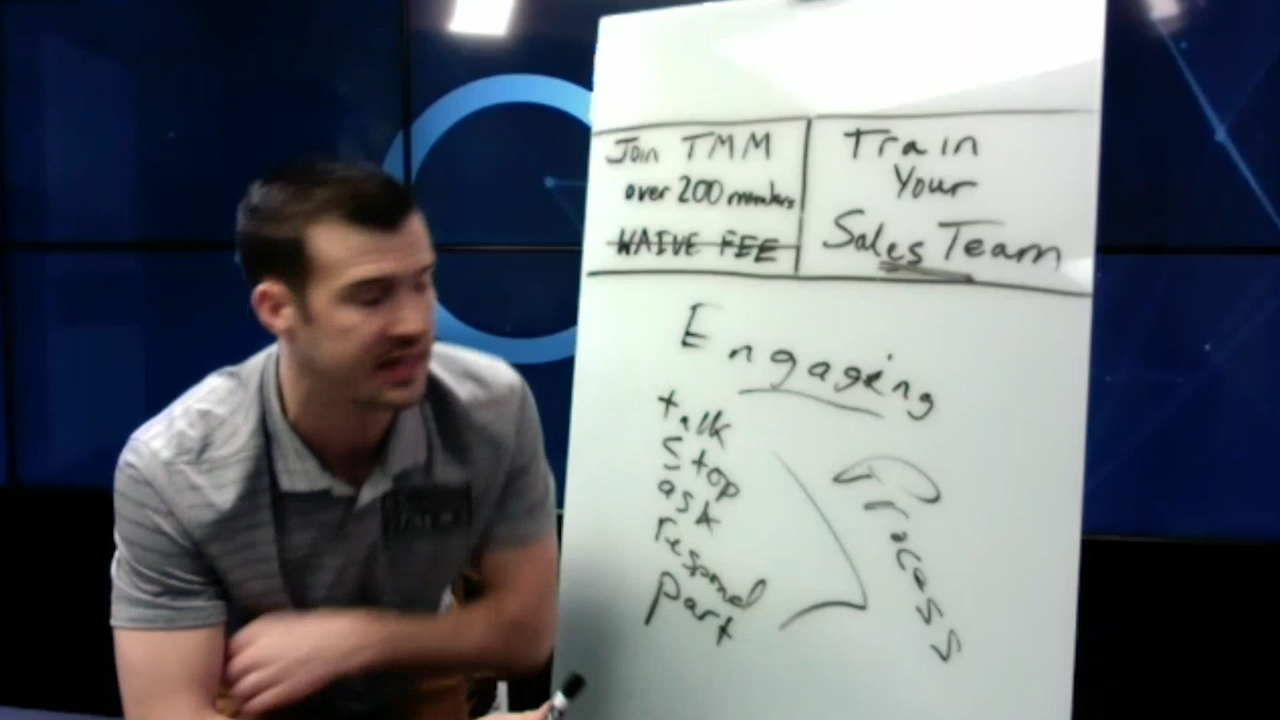 Join TMM
over 200 members
WAIVE FEE
Train
Your
Sales Team
Engaging
talk
Stop
ask
respond
part
Process